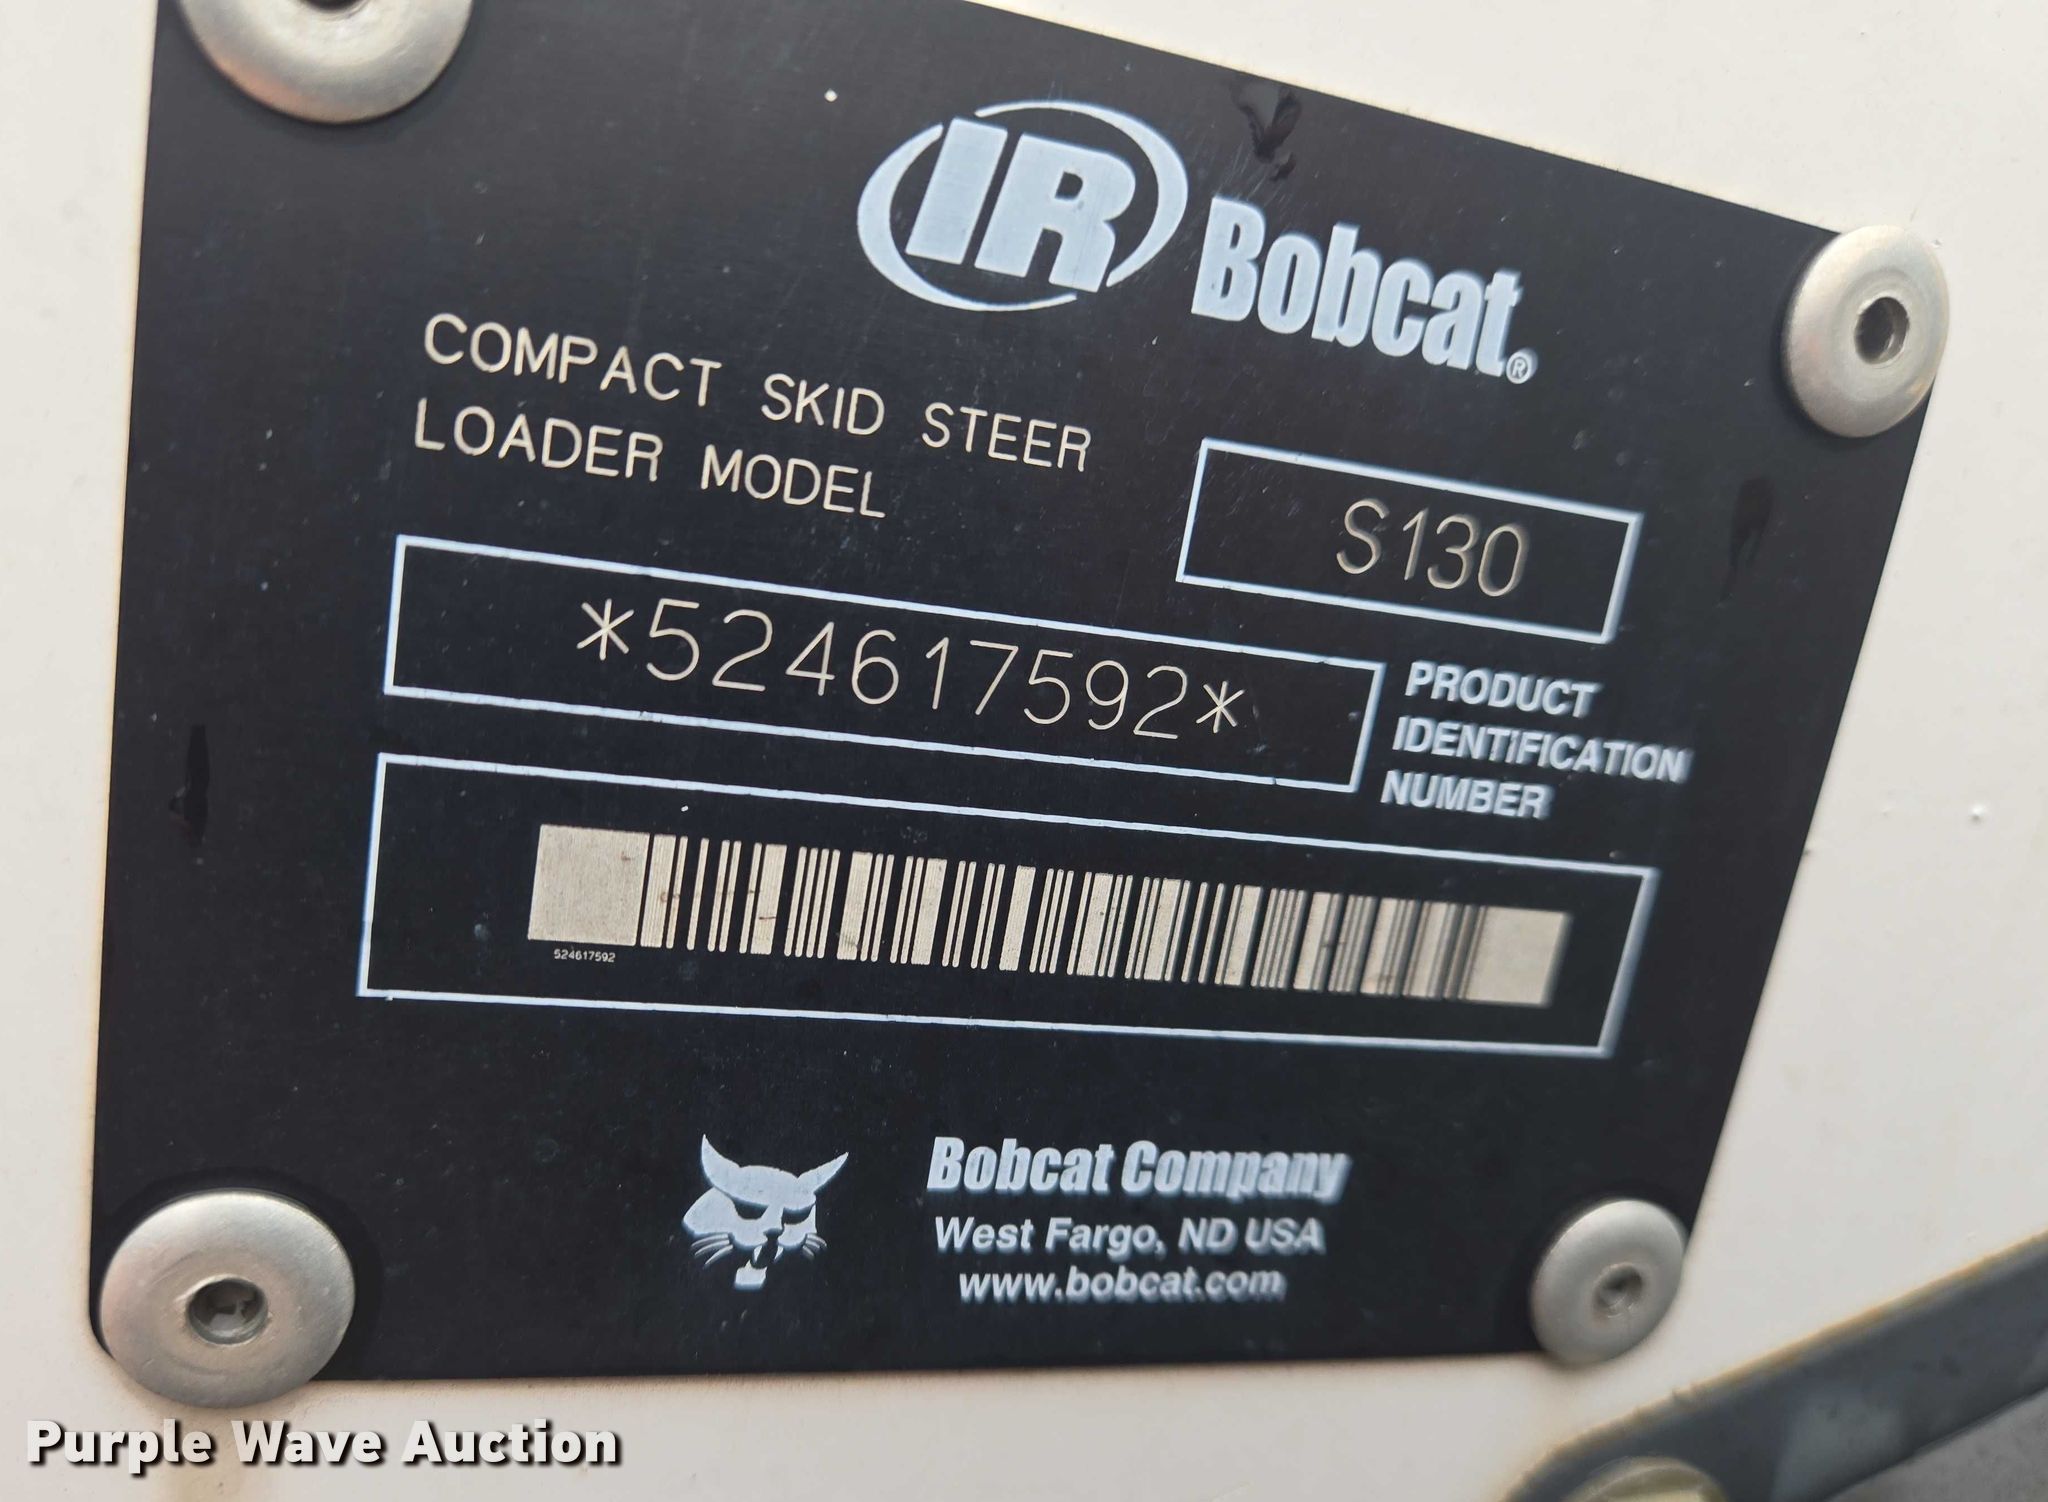 IR Bobcat®
COMPACT SKID STEER
LOADER MODEL
S130
*524617592*
PRODUCT
IDENTIFICATION
NUMBER
524617592
Bobcat Company
West Fargo, ND USA
www.bobcat.com
Purple Wave Auction